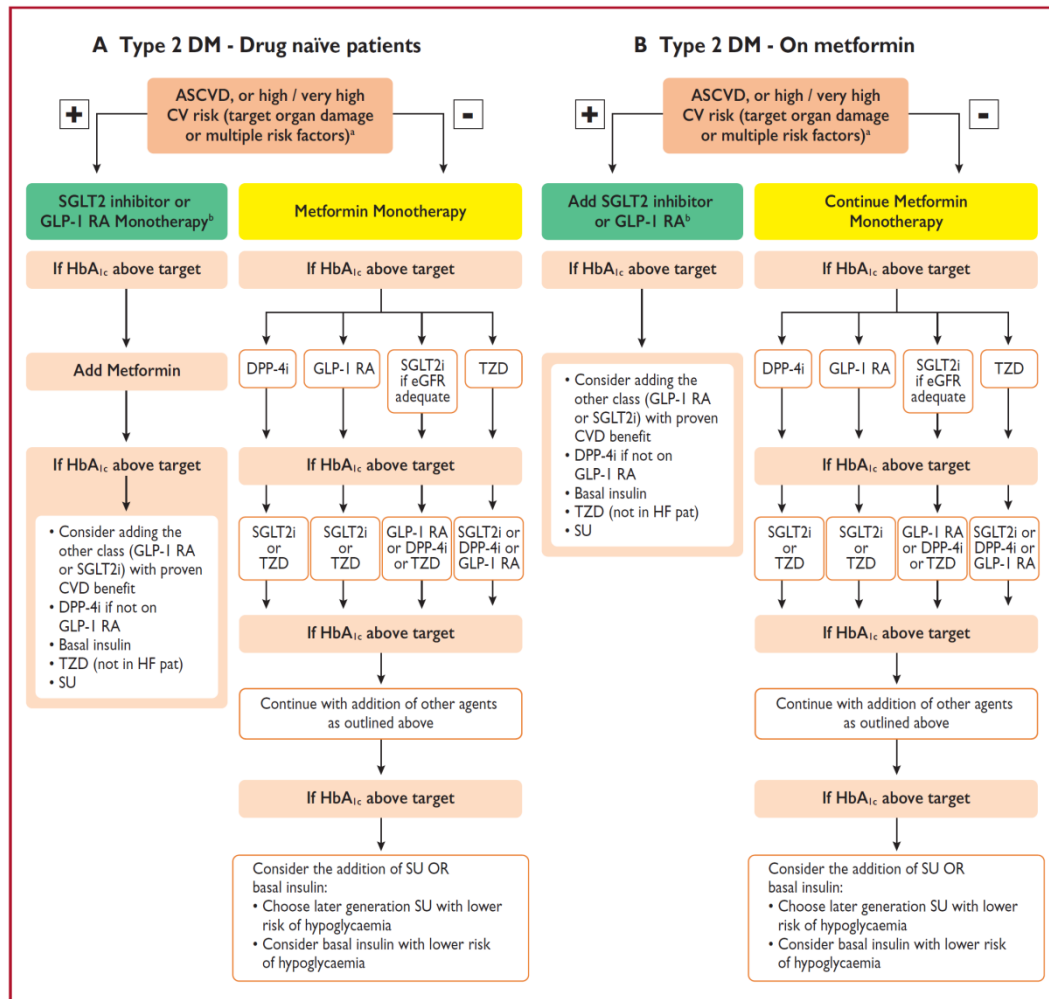 A Type 2 DM - Drug naïve patients
ASCVD, or high / very high
CV risk (target organ damage
or multiple risk factors)ᵃ
+
-
SGLT2 inhibitor or
GLP-1 RA Monotherapyᵇ
Metformin Monotherapy
If HbA₁c above target
If HbA₁c above target
Add Metformin
DPP-4i
GLP-1 RA
SGLT2i
if eGFR
adequate
TZD
If HbA₁c above target
• Consider adding the
other class (GLP-1 RA
or SGLT2i) with proven
CVD benefit
• DPP-4i if not on
GLP-1 RA
• Basal insulin
• TZD (not in HF pat)
• SU
If HbA₁c above target
SGLT2i
or
TZD
SGLT2i
or
TZD
GLP-1 RA
or DPP-4i
or TZD
SGLT2i or
DPP-4i or
GLP-1 RA
If HbA₁c above target
Continue with addition of other agents
as outlined above
If HbA₁c above target
Consider the addition of SU OR
basal insulin:
• Choose later generation SU with lower
risk of hypoglycaemia
• Consider basal insulin with lower risk
of hypoglycaemia
B Type 2 DM - On metformin
ASCVD, or high / very high
CV risk (target organ damage
or multiple risk factors)ᵃ
+
-
Add SGLT2 inhibitor
or GLP-1 RAᵇ
Continue Metformin
Monotherapy
If HbA₁c above target
If HbA₁c above target
• Consider adding the
other class (GLP-1 RA
or SGLT2i) with proven
CVD benefit
• DPP-4i if not on
GLP-1 RA
• Basal insulin
• TZD (not in HF pat)
• SU
DPP-4i
GLP-1 RA
SGLT2i
if eGFR
adequate
TZD
If HbA₁c above target
SGLT2i
or
TZD
SGLT2i
or
TZD
GLP-1 RA
or DPP-4i
or TZD
SGLT2i or
DPP-4i or
GLP-1 RA
If HbA₁c above target
Continue with addition of other agents
as outlined above
If HbA₁c above target
Consider the addition of SU OR
basal insulin:
• Choose later generation SU with lower
risk of hypoglycaemia
• Consider basal insulin with lower risk
of hypoglycaemia